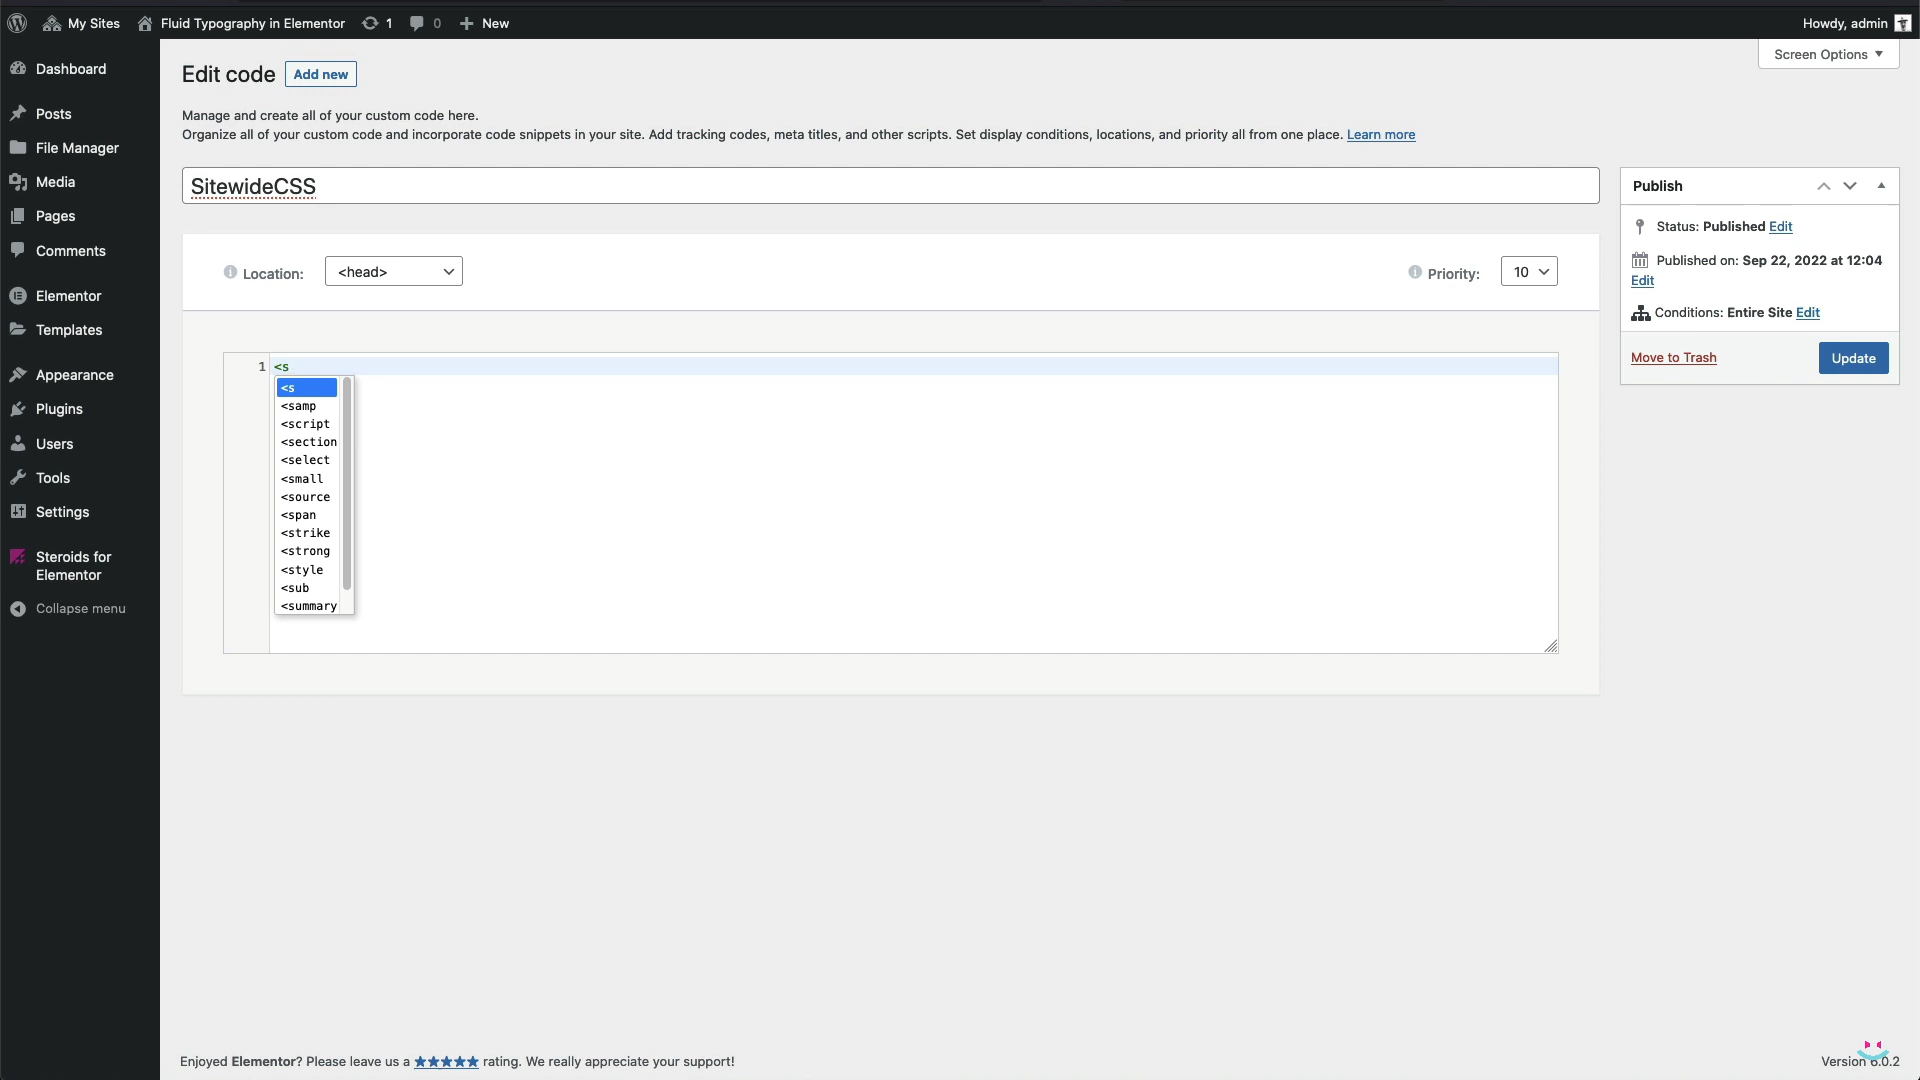 My Sites
Fluid Typography in Elementor
1
0
New
Howdy, admin
Screen Options
Dashboard
Posts
File Manager
Media
Pages
Comments
Elementor
Templates
Appearance
Plugins
Users
Tools
Settings
Steroids for
Elementor
Collapse menu
Edit code
Add new
Manage and create all of your custom code here.
Organize all of your custom code and incorporate code snippets in your site. Add tracking codes, meta titles, and other scripts. Set display conditions, locations, and priority all from one place. Learn more
SitewideCSS
Location:
<head>
Priority:
10
1
<s
<s
<samp
<script
<section
<select
<small
<source
<span
<strike
<strong
<style
<sub
<summary
Publish
Status: Published Edit
Published on: Sep 22, 2022 at 12:04
Edit
Conditions: Entire Site Edit
Move to Trash
Update
Enjoyed Elementor? Please leave us a ★★★★★ rating. We really appreciate your support!
Version 6.0.2